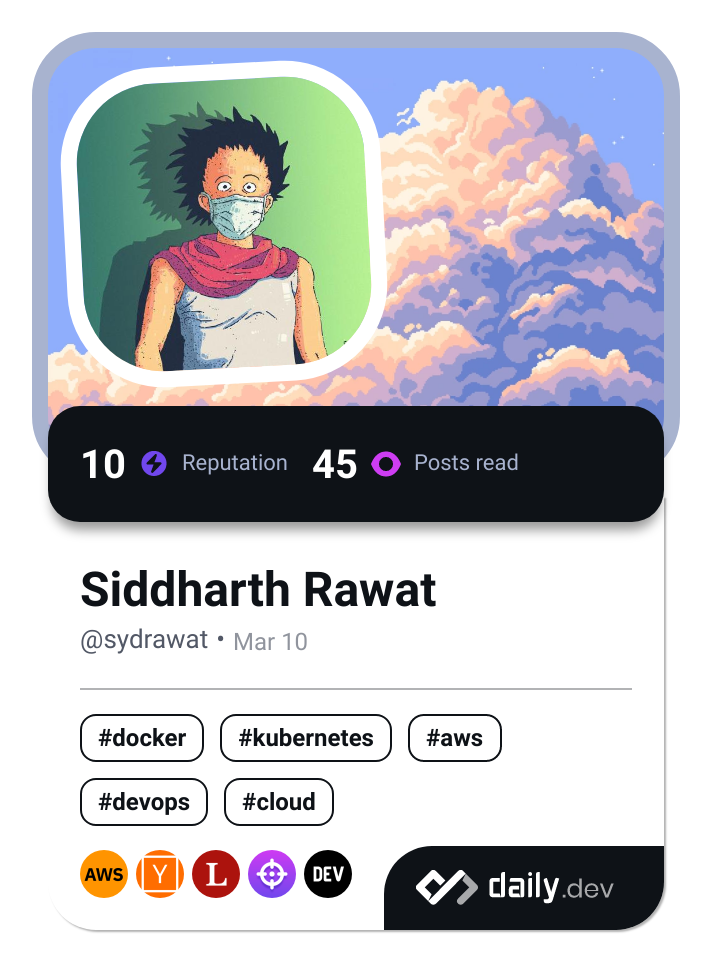 10 Reputation 45 Posts read
Siddharth Rawat
@sydrawat • Mar 10
#docker #kubernetes #aws
#devops #cloud
AWS Y L DEV
daily.dev